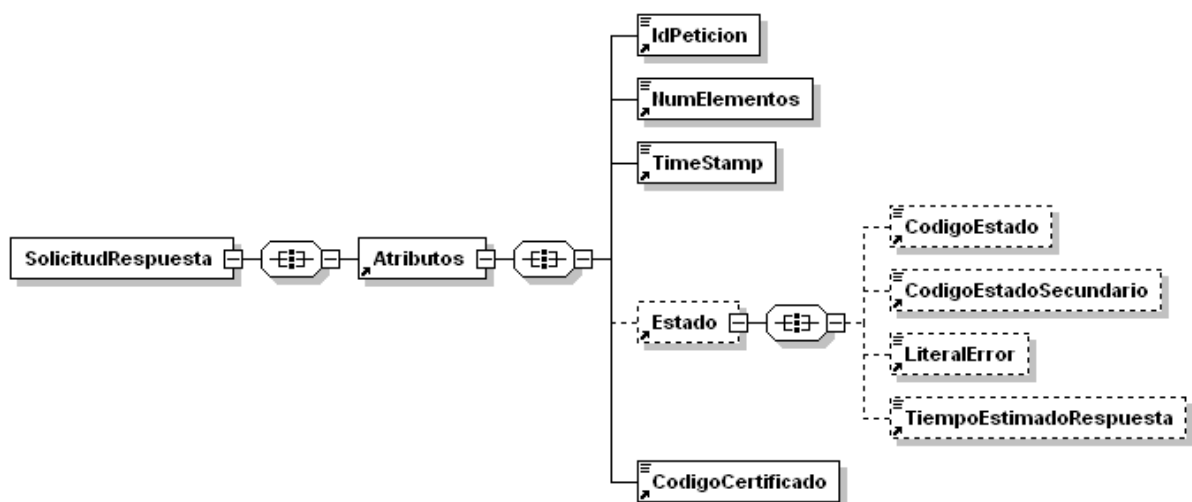 IdPeticion
NumElementos
TimeStamp
CodigoEstado
SolicitudRespuesta
Atributos
CodigoEstadoSecundario
Estado
LiteralError
TiempoEstimadoRespuesta
CodigoCertificado